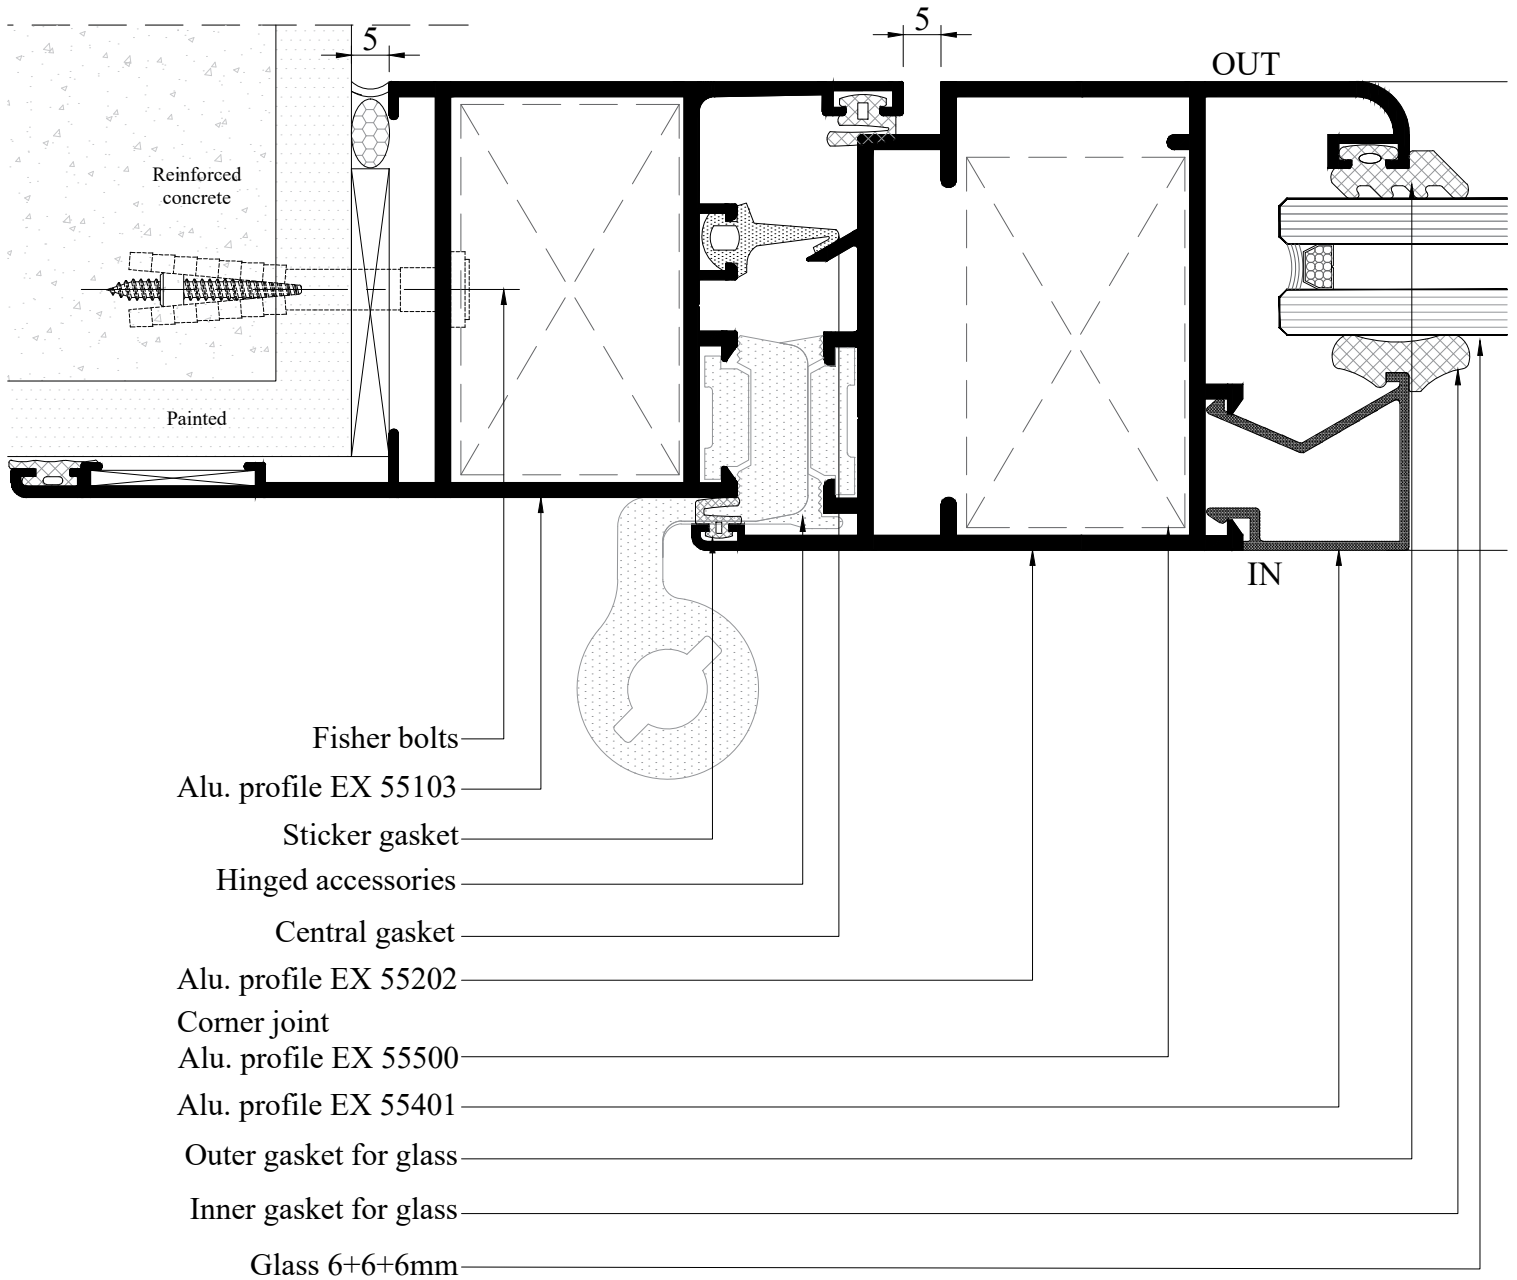 5
5
OUT
Reinforced
concrete
Painted
IN
Fisher bolts
Alu. profile EX 55103
Sticker gasket
Hinged accessories
Central gasket
Alu. profile EX 55202
Corner joint
Alu. profile EX 55500
Alu. profile EX 55401
Outer gasket for glass
Inner gasket for glass
Glass 6+6+6mm